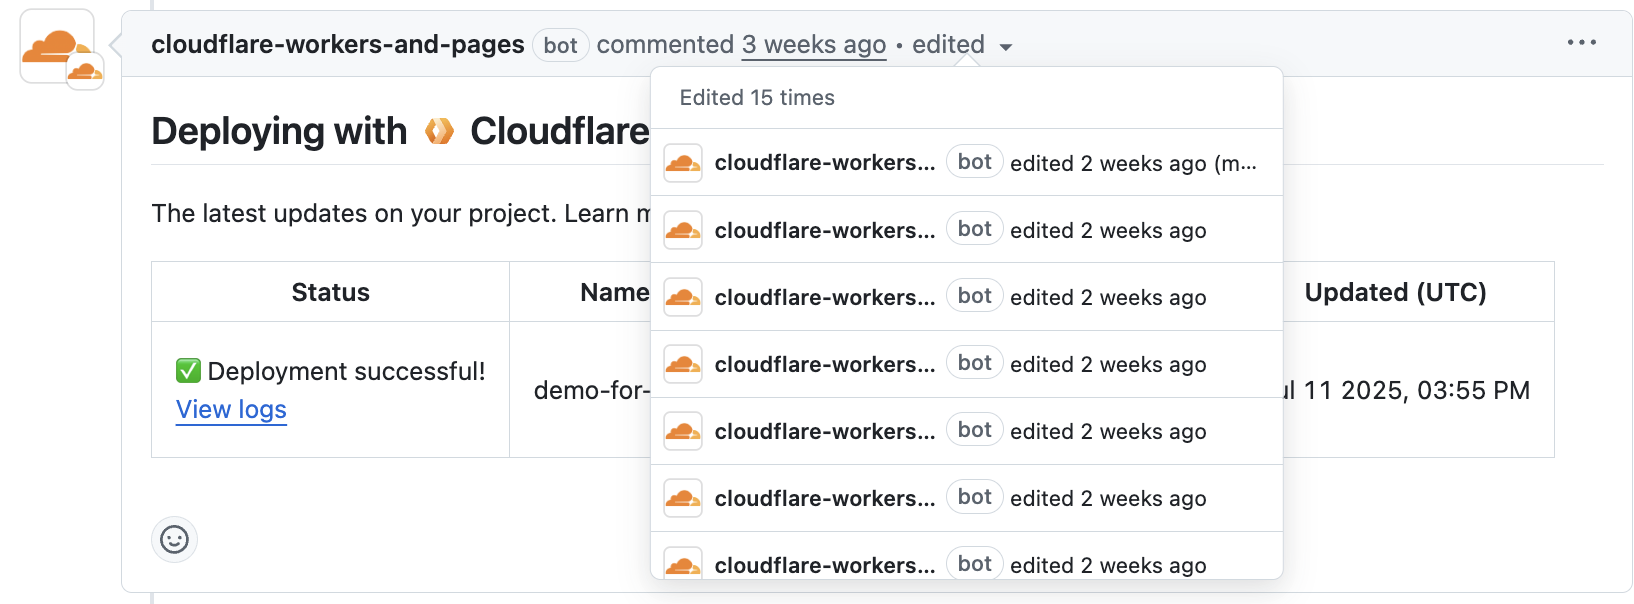 cloudflare-workers-and-pages bot commented 3 weeks ago • edited
Edited 15 times
Deploying with Cloudflare
cloudflare-workers... bot edited 2 weeks ago (m...
The latest updates on your project. Learn
cloudflare-workers... bot edited 2 weeks ago
Status Name Updated (UTC)
cloudflare-workers... bot edited 2 weeks ago
✅ Deployment successful!
View logs
demo-for- 11 2025, 03:55 PM
cloudflare-workers... bot edited 2 weeks ago
cloudflare-workers... bot edited 2 weeks ago
cloudflare-workers... bot edited 2 weeks ago
cloudflare-workers... bot edited 2 weeks ago